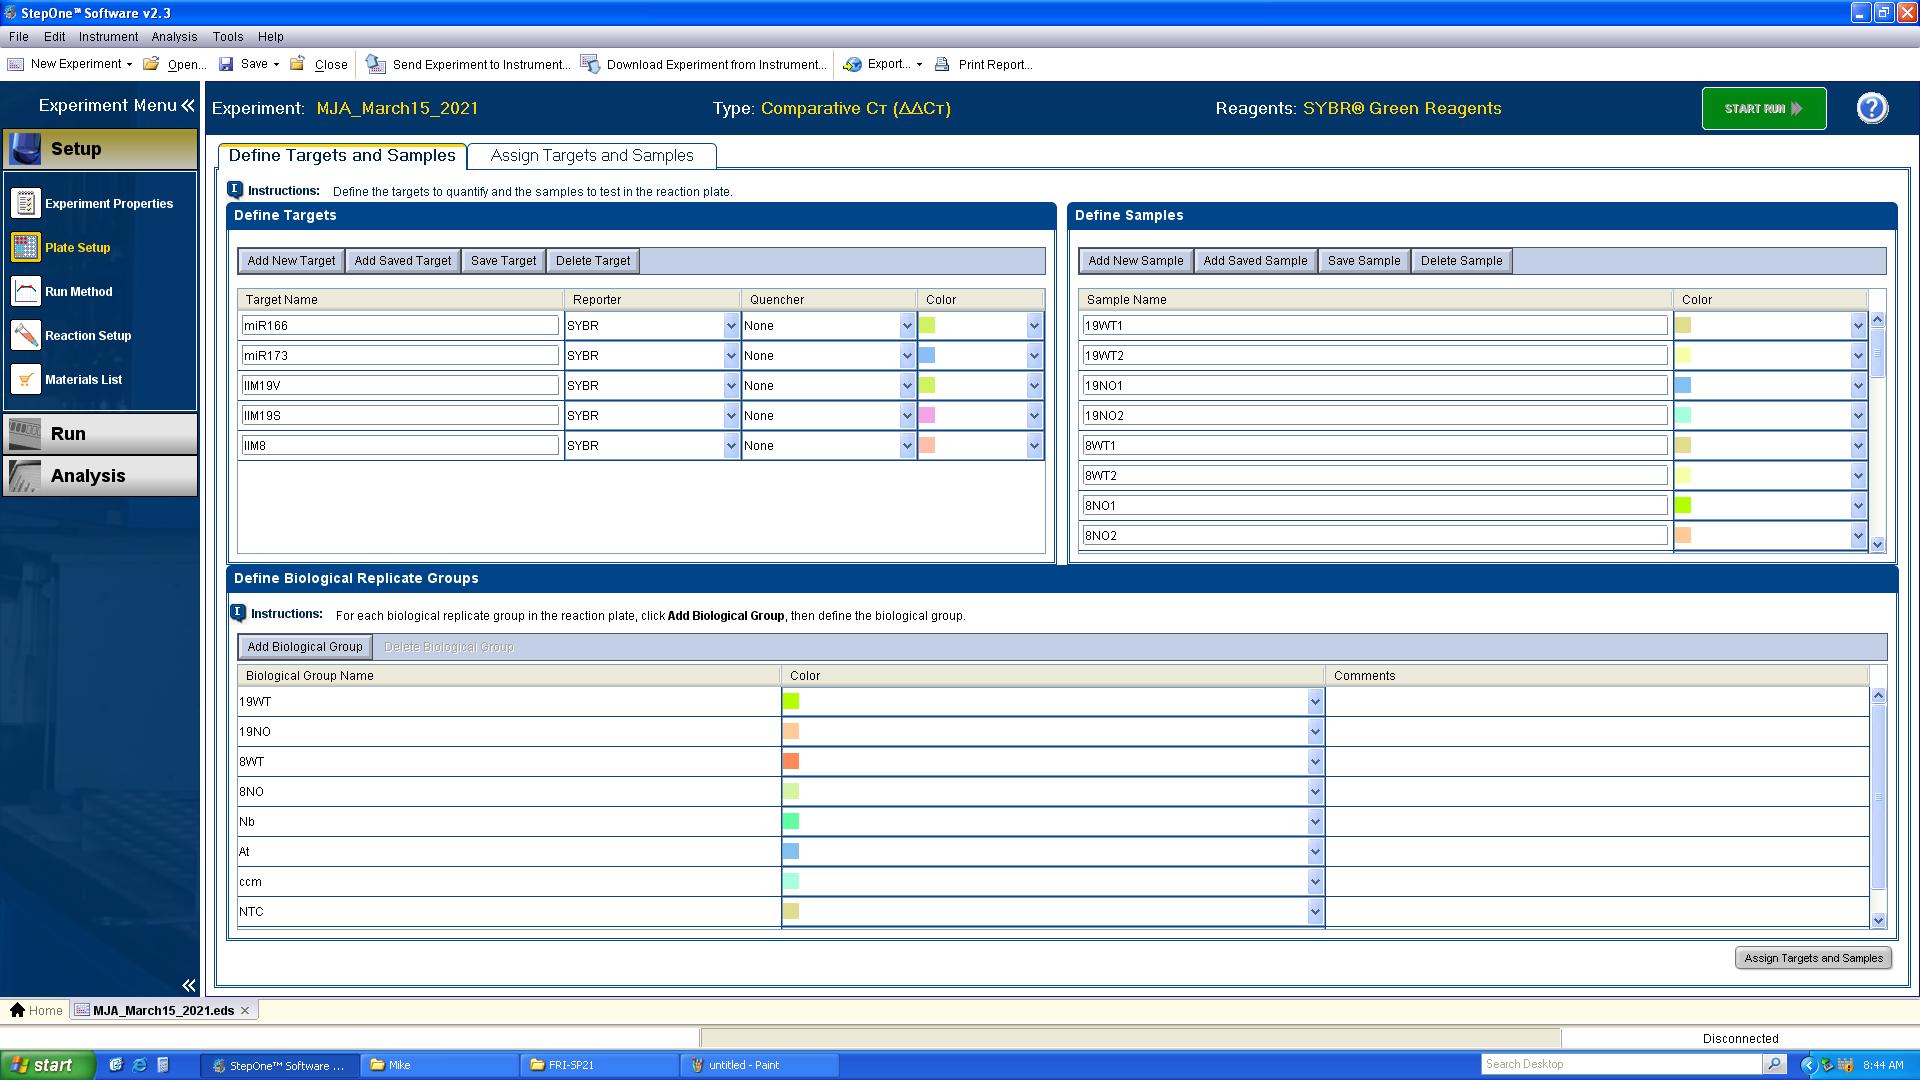 StepOne™ Software v2.3
File Edit Instrument Analysis Tools Help
New Experiment Open... Save Close Send Experiment to Instrument... Download Experiment from Instrument... Export... Print Report...
Experiment Menu «
Experiment: MJA_March15_2021 Type: Comparative Cт (ΔΔCт) Reagents: SYBR® Green Reagents START RUN
Setup
Experiment Properties
Plate Setup
Run Method
Reaction Setup
Materials List
Run
Analysis
Define Targets and Samples Assign Targets and Samples
Instructions: Define the targets to quantify and the samples to test in the reaction plate.
Define Targets
Add New Target Add Saved Target Save Target Delete Target
Target Name Reporter Quencher Color
miR166 SYBR None
miR173 SYBR None
IIM19V SYBR None
IIM19S SYBR None
IIM8 SYBR None
Define Samples
Add New Sample Add Saved Sample Save Sample Delete Sample
Sample Name Color
19WT1
19WT2
19NO1
19NO2
8WT1
8WT2
8NO1
8NO2
Define Biological Replicate Groups
Instructions: For each biological replicate group in the reaction plate, click Add Biological Group, then define the biological group.
Add Biological Group Delete Biological Group
Biological Group Name Color Comments
19WT
19NO
8WT
8NO
Nb
At
ccm
NTC
Assign Targets and Samples
Home MJA_March15_2021.eds
Disconnected
start StepOne™ Software ... Mike FRI-SP21 untitled - Paint Search Desktop 8:44 AM